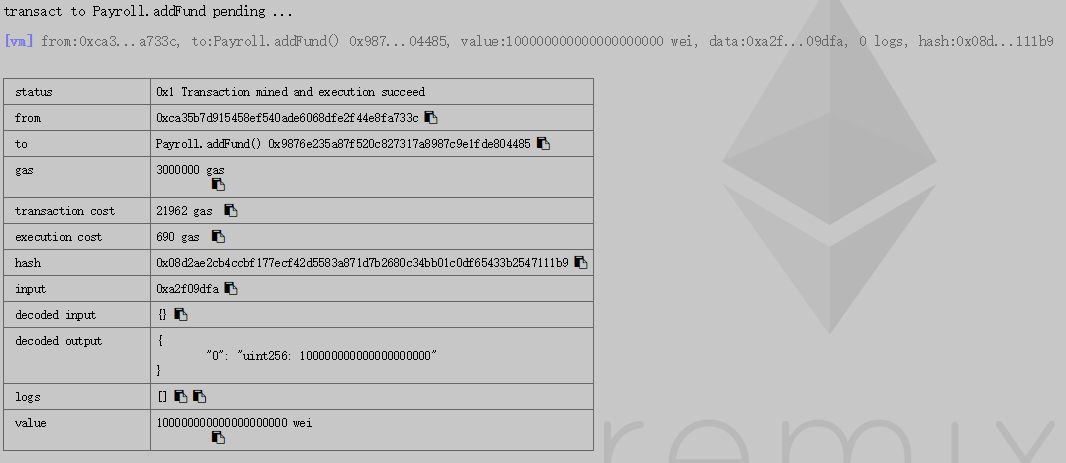 transact to Payroll.addFund pending ...
[vm] from:0xca3...a733c, to:Payroll.addFund() 0x987...04485, value:100000000000000000000 wei, data:0xa2f...09dfa, 0 logs, hash:0x08d...111b9
status 0x1 Transaction mined and execution succeed
from 0xca35b7d915458ef540ade6068dfe2f44e8fa733c
to Payroll.addFund() 0x9876e235a87f520c827317a8987c9e1fde804485
gas 3000000 gas
transaction cost 21962 gas
execution cost 690 gas
hash 0x08d2ae2cb4ccbf177ecf42d5583a871d7b2680c34bb01c0df65433b2547111b9
input 0xa2f09dfa
decoded input {}
decoded output {
"0": "uint256: 100000000000000000000"
}
logs []
value 100000000000000000000 wei
remix